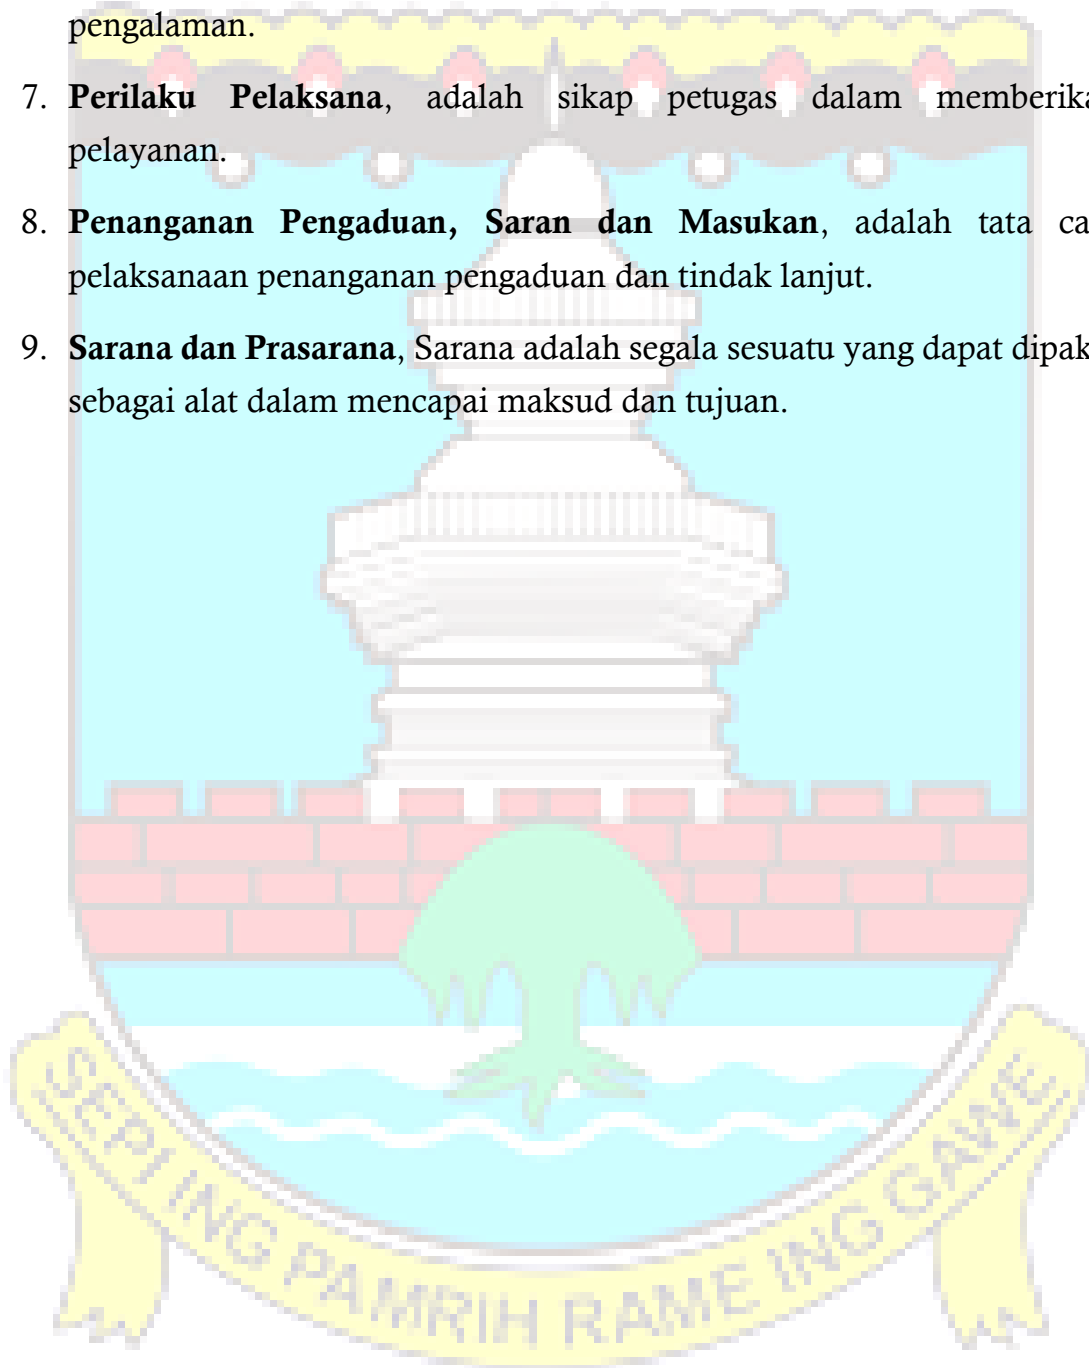 pengalaman.
7. Perilaku Pelaksana, adalah sikap petugas dalam memberika
pelayanan.
8. Penanganan Pengaduan, Saran dan Masukan, adalah tata ca
pelaksanaan penanganan pengaduan dan tindak lanjut.
9. Sarana dan Prasarana, Sarana adalah segala sesuatu yang dapat dipak
sebagai alat dalam mencapai maksud dan tujuan.
SEPI ING PAMRIH RAME ING GAWE